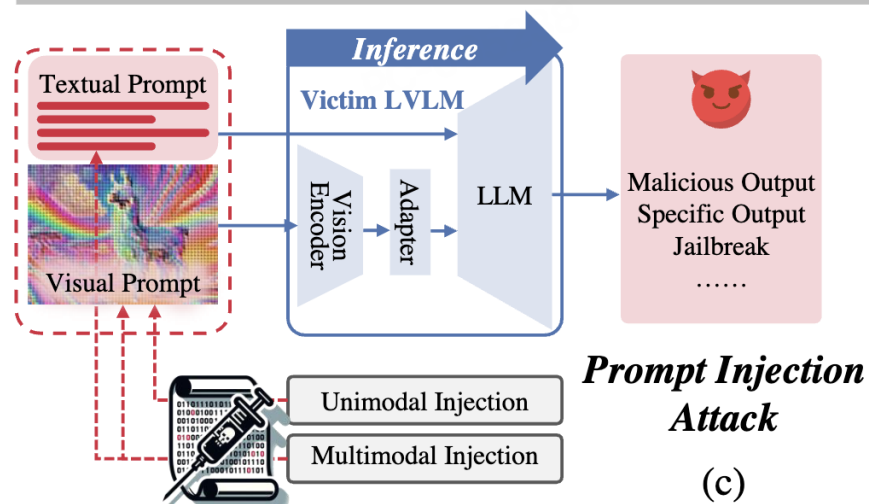 Inference
Textual Prompt
Victim LVLM
Vision
Encoder
Adapter
LLM
Visual Prompt
Malicious Output
Specific Output
Jailbreak
……
Unimodal Injection
Multimodal Injection
Prompt Injection
Attack
(c)